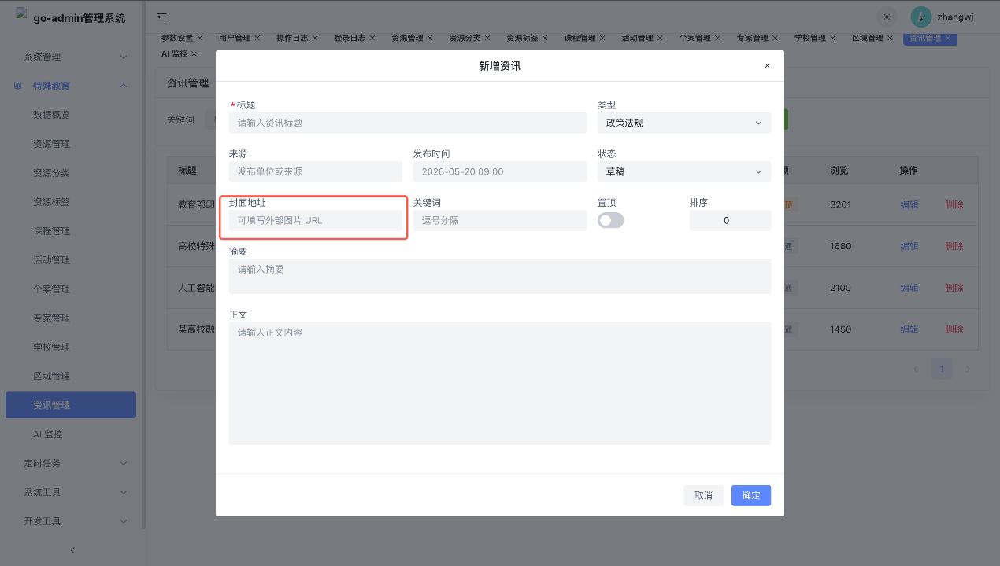 go-admin管理系统
zhangwj
参数设置 × 用户管理 × 操作日志 × 登录日志 × 资源管理 × 资源分类 × 资源标签 × 课程管理 × 活动管理 × 个案管理 × 专家管理 × 学校管理 × 区域管理 × 资讯管理 ×
AI 监控 ×
系统管理
特殊教育
数据概览
资源管理
资源分类
资源标签
课程管理
活动管理
个案管理
专家管理
学校管理
区域管理
资讯管理
AI 监控
定时任务
系统工具
开发工具
资讯管理
关键词
标题 浏览 操作
教育部印 顶 3201 编辑 删除
高校特殊 通 1680 编辑 删除
人工智能 通 2100 编辑 删除
某高校融 通 1450 编辑 删除
1
新增资讯
* 标题 类型
请输入资讯标题 政策法规
来源 发布时间 状态
发布单位或来源 2026-05-20 09:00 草稿
封面地址 关键词 置顶 排序
可填写外部图片 URL 逗号分隔 0
摘要
请输入摘要
正文
请输入正文内容
取消 确定